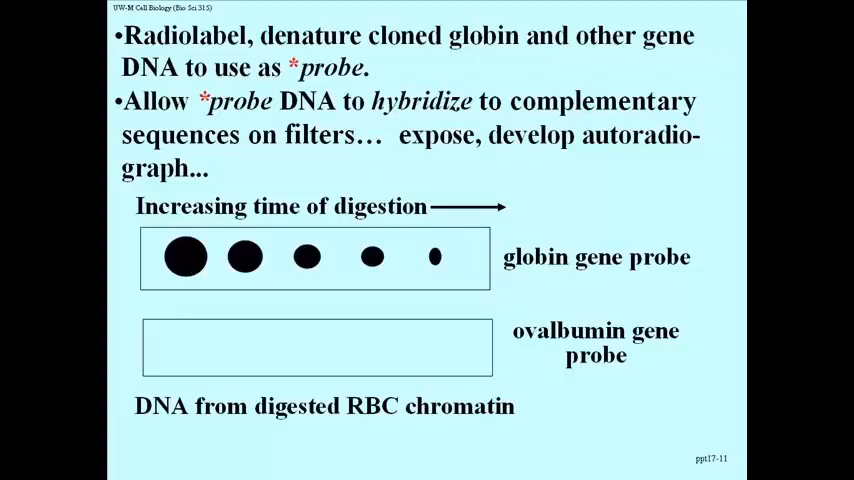 UW-M Cell Biology (Bio Sci 315)
•Radiolabel, denature cloned globin and other gene
DNA to use as *probe.
•Allow *probe DNA to hybridize to complementary
sequences on filters… expose, develop autoradio-
graph...
Increasing time of digestion
globin gene probe
ovalbumin gene
probe
DNA from digested RBC chromatin
ppt17-11